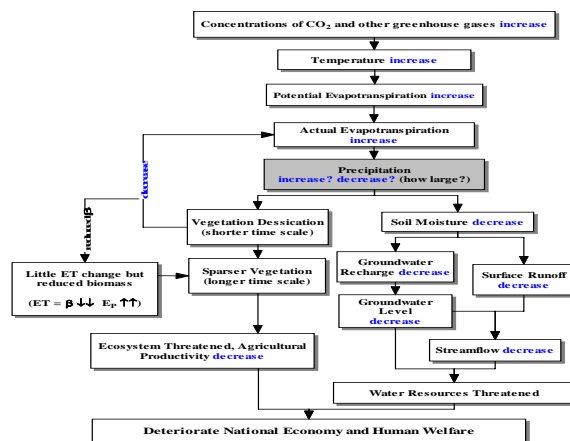 Concentrations of CO2 and other greenhouse gases increase
Temperature increase
Potential Evapotranspiration increase
Actual Evapotranspiration
increase
Precipitation
increase? decrease? (how large?)
decrease
reduced β
Vegetation Dessication
(shorter time scale)
Soil Moisture decrease
Little ET change but
reduced biomass
(ET = β ↓↓ EP ↑↑)
Sparser Vegetation
(longer time scale)
Groundwater
Recharge decrease
Surface Runoff
decrease
Groundwater
Level
decrease
Ecosystem Threatened, Agricultural
Productivity decrease
Streamflow decrease
Water Resources Threatened
Deteriorate National Economy and Human Welfare